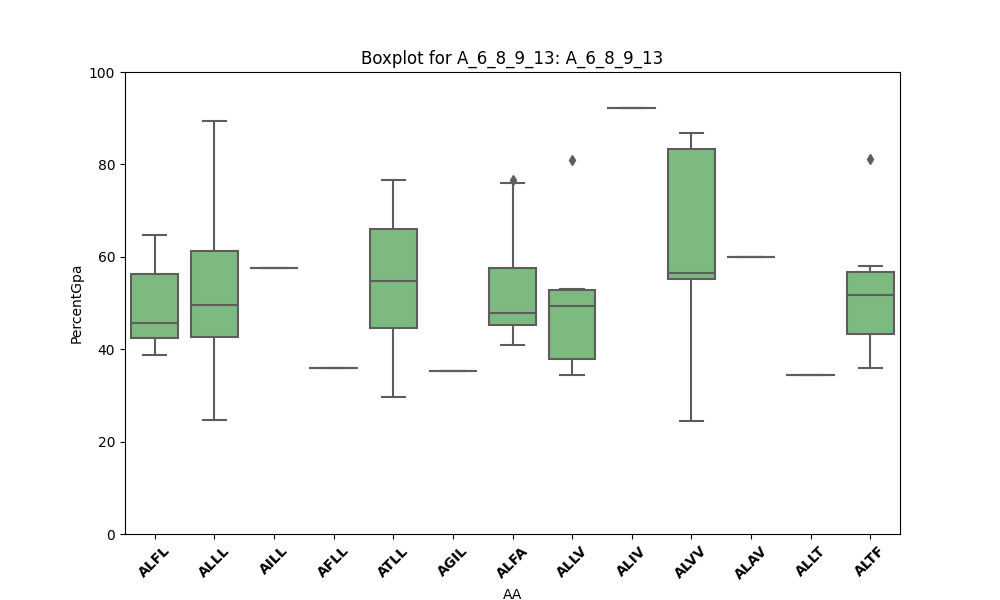 Boxplot for A_6_8_9_13: A_6_8_9_13
100
80
60
40
20
0
PercentGpa
ALFL
ALLL
AILL
AFLL
ATLL
AGIL
ALFA
ALLV
ALIV
ALVV
ALAV
ALLT
ALTF
AA